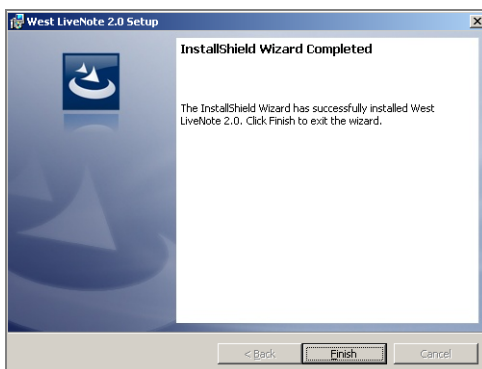 West LiveNote 2.0 Setup
InstallShield Wizard Completed
The InstallShield Wizard has successfully installed West
LiveNote 2.0. Click Finish to exit the wizard.
< Back
Finish
Cancel